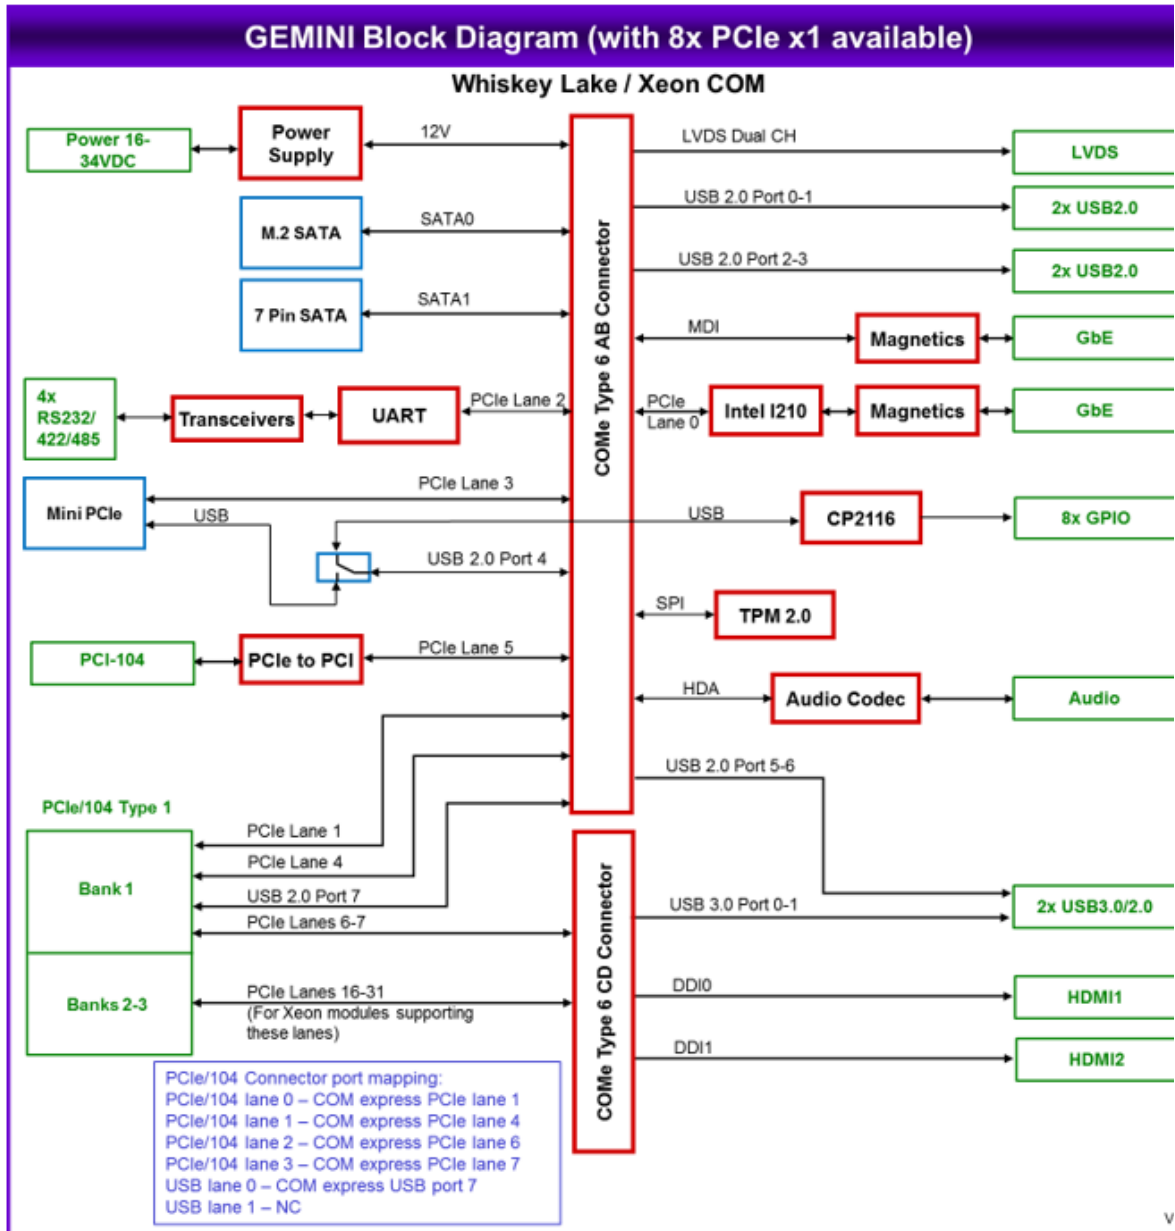 GEMINI Block Diagram (with 8x PCIe x1 available)
Whiskey Lake / Xeon COM
Power 16-
34VDC
Power
Supply
12V
M.2 SATA
SATA0
7 Pin SATA
SATA1
4x
RS232/
422/485
Transceivers
UART
PCIe Lane 2
Mini PCIe
PCIe Lane 3
USB
USB 2.0 Port 4
PCI-104
PCIe to PCI
PCIe Lane 5
PCIe/104 Type 1
Bank 1
PCIe Lane 1
PCIe Lane 4
USB 2.0 Port 7
PCIe Lanes 6-7
Banks 2-3
PCIe Lanes 16-31
(For Xeon modules supporting
these lanes)
COMe Type 6 AB Connector
COMe Type 6 CD Connector
LVDS Dual CH
LVDS
USB 2.0 Port 0-1
2x USB2.0
USB 2.0 Port 2-3
2x USB2.0
MDI
Magnetics
GbE
PCIe
Lane 0
Intel I210
Magnetics
GbE
USB
CP2116
8x GPIO
SPI
TPM 2.0
HDA
Audio Codec
Audio
USB 2.0 Port 5-6
USB 3.0 Port 0-1
2x USB3.0/2.0
DDI0
HDMI1
DDI1
HDMI2
PCIe/104 Connector port mapping:
PCIe/104 lane 0 – COM express PCIe lane 1
PCIe/104 lane 1 – COM express PCIe lane 4
PCIe/104 lane 2 – COM express PCIe lane 6
PCIe/104 lane 3 – COM express PCIe lane 7
USB lane 0 – COM express USB port 7
USB lane 1 – NC